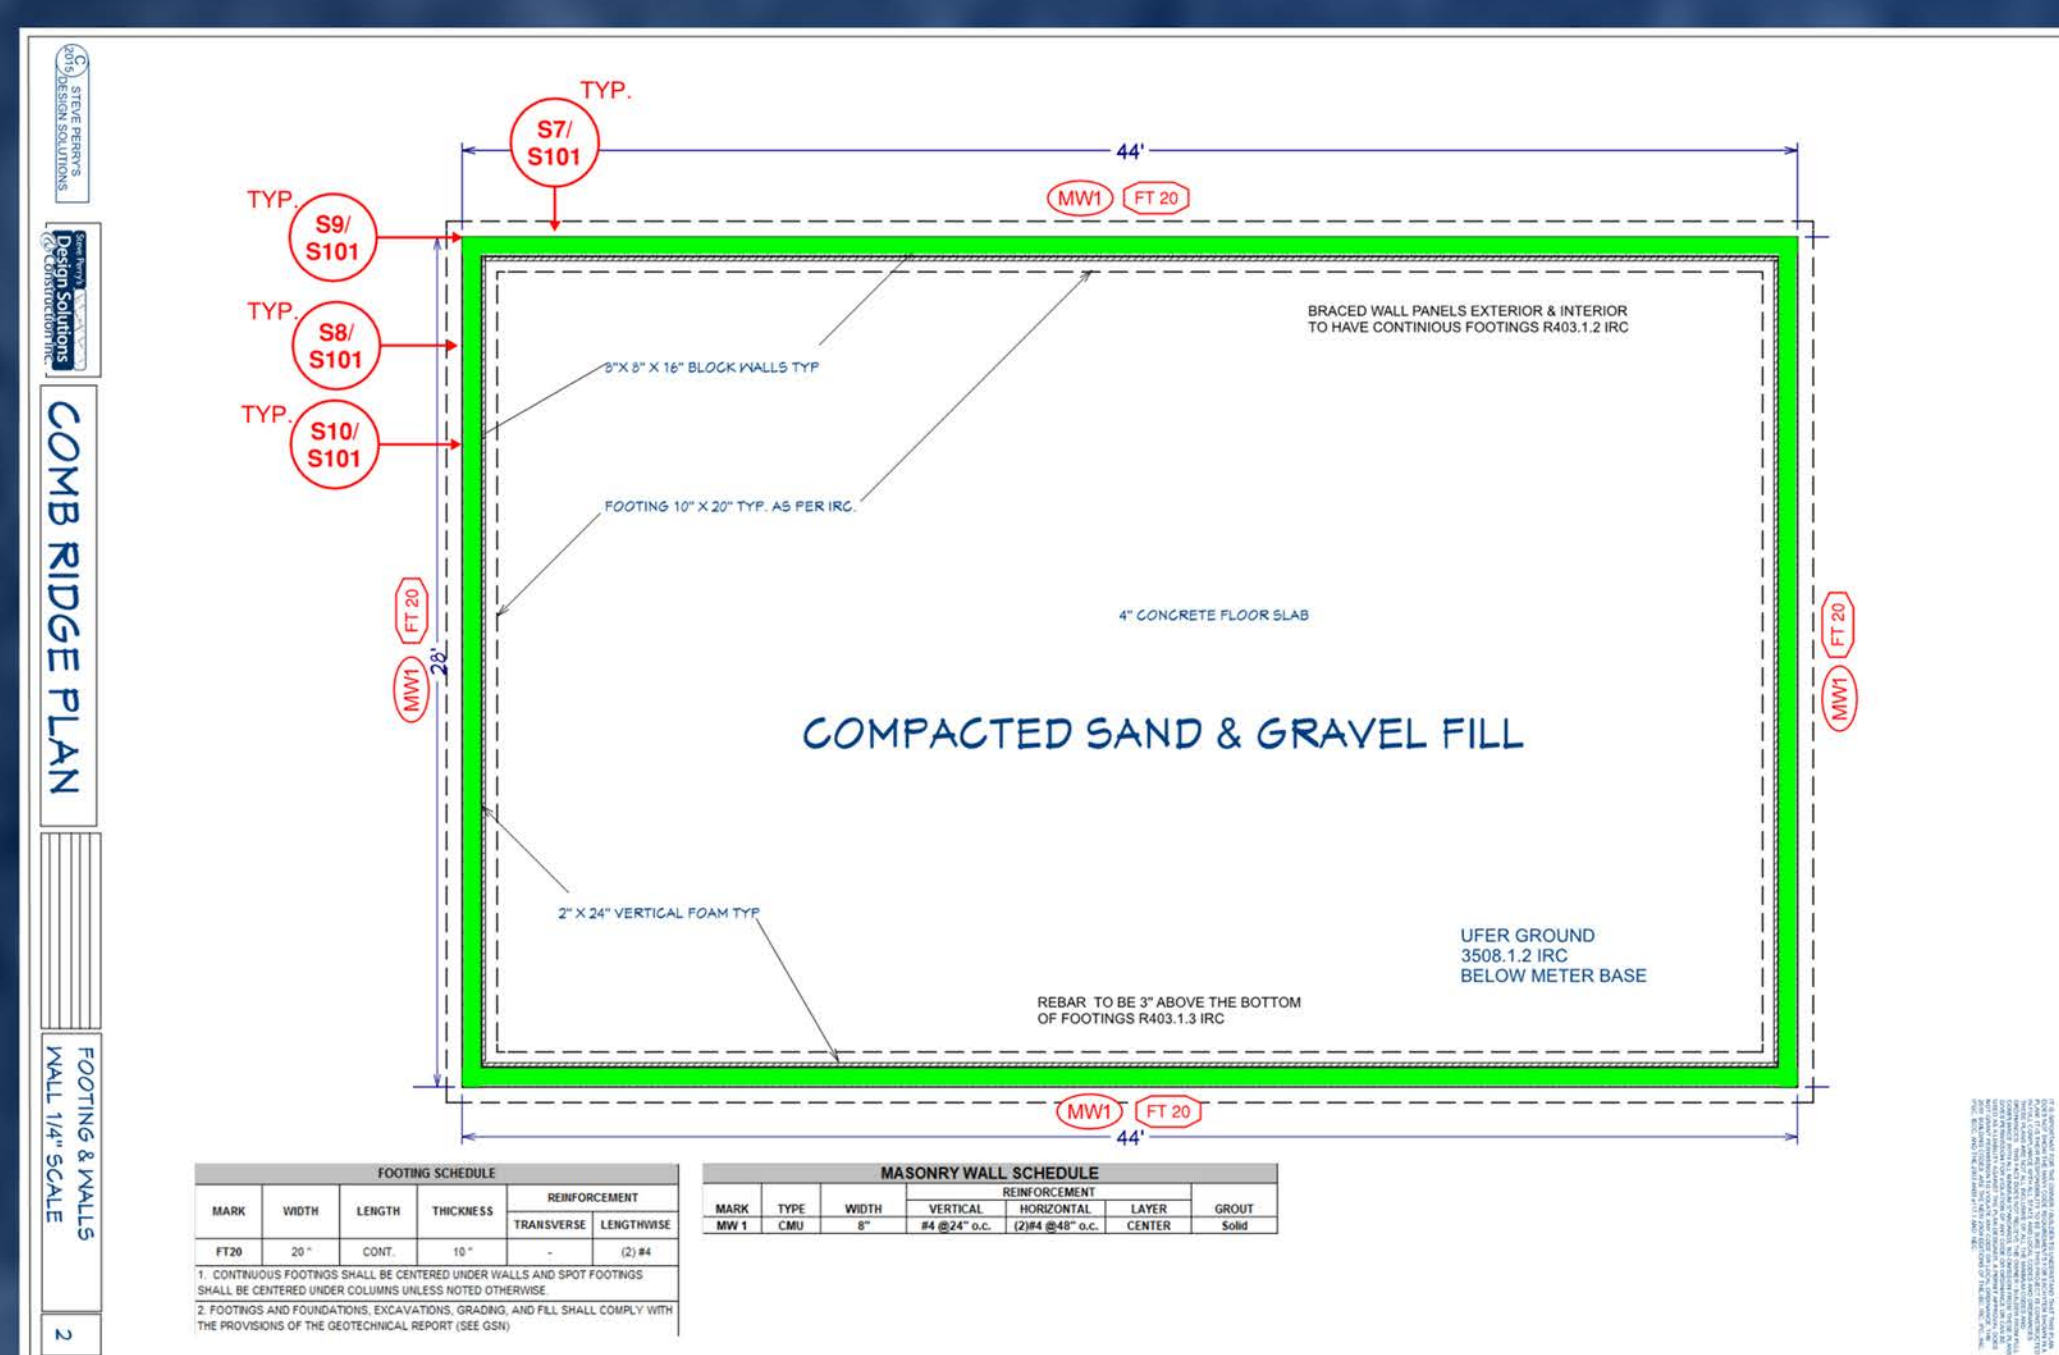 C
2015
STEVE PERRY'S
DESIGN SOLUTIONS
Steve Perry's
Design Solutions
& Construction Inc.
COMB RIDGE PLAN
FOOTING & WALLS
WALL 1/4" SCALE
2
TYP.
S7/
S101
44'
MW1
FT 20
TYP.
S9/
S101
TYP.
S8/
S101
TYP.
S10/
S101
BRACED WALL PANELS EXTERIOR & INTERIOR
TO HAVE CONTINIOUS FOOTINGS R403.1.2 IRC
8"X 8" X 16" BLOCK WALLS TYP
FOOTING 10" X 20" TYP. AS PER IRC.
FT 20
MW1
28'
4" CONCRETE FLOOR SLAB
FT 20
MW1
COMPACTED SAND & GRAVEL FILL
2" X 24" VERTICAL FOAM TYP
UFER GROUND
3508.1.2 IRC
BELOW METER BASE
REBAR TO BE 3" ABOVE THE BOTTOM
OF FOOTINGS R403.1.3 IRC
MW1
FT 20
44'
FOOTING SCHEDULE
MARK WIDTH LENGTH THICKNESS REINFORCEMENT
TRANSVERSE LENGTHWISE
FT20 20 " CONT. 10 " - (2) #4
1. CONTINUOUS FOOTINGS SHALL BE CENTERED UNDER WALLS AND SPOT FOOTINGS
SHALL BE CENTERED UNDER COLUMNS UNLESS NOTED OTHERWISE.
2. FOOTINGS AND FOUNDATIONS, EXCAVATIONS, GRADING, AND FILL SHALL COMPLY WITH
THE PROVISIONS OF THE GEOTECHNICAL REPORT (SEE GSN)
MASONRY WALL SCHEDULE
REINFORCEMENT
MARK TYPE WIDTH VERTICAL HORIZONTAL LAYER GROUT
MW 1 CMU 8" #4 @24" o.c. (2)#4 @48" o.c. CENTER Solid